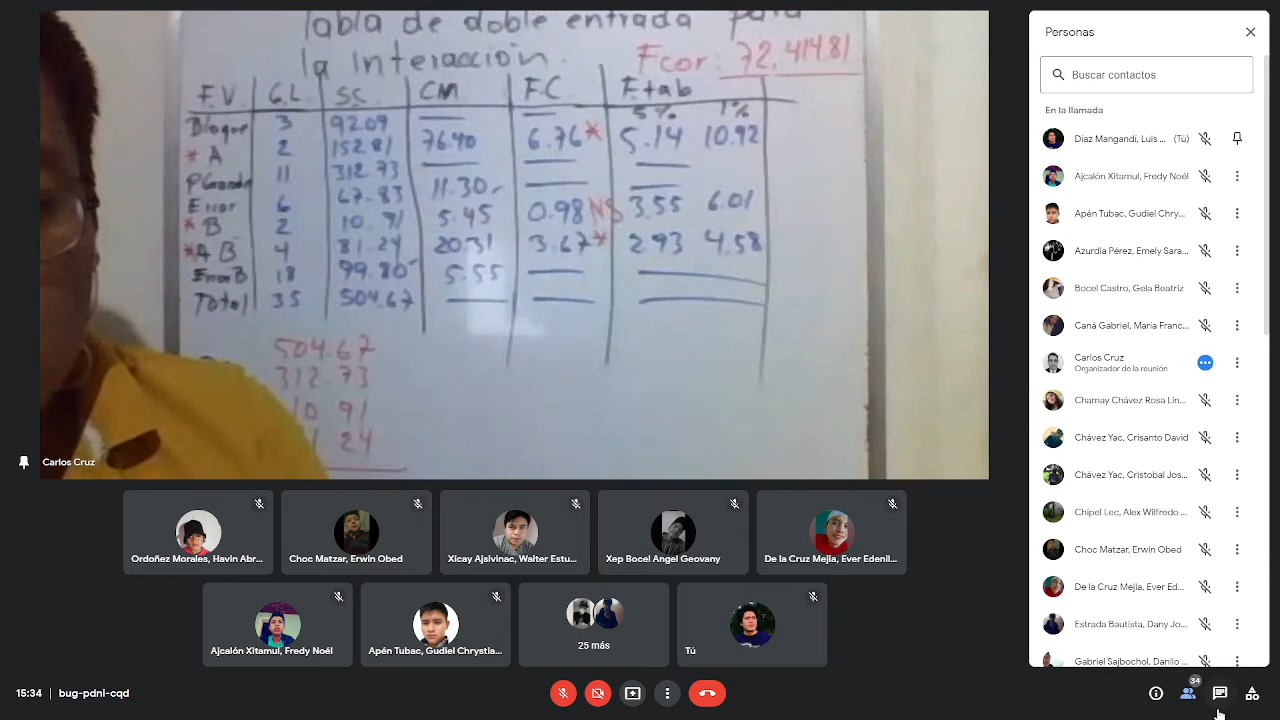 Tabla de doble entrada para
la interacción.
Fcor: 72,414.81
F.V. G.L. S.C. CM F.C. F.tab
5% 1%
Bloque 3 92.09 —— ——
* A 2 152.81 76.40 6.76* 5.14 10.92
P Grande 11 312.73 —— —— ——
Error 6 67.83 11.30 —— ——
* B 2 10.91 5.45 0.98 NS 3.55 6.01
* A B 4 81.24 20.31 3.67* 2.93 4.58
Error B 18 99.80 5.55 —— ——
Total 35 504.67 —— —— ——
504.67
312.73
10 91
24
Carlos Cruz
Ordoñez Morales, Havin Abr...
Choc Matzar, Erwin Obed
Xicay Ajsivinac, Walter Estu...
Xep Bocel Angel Geovany
De la Cruz Mejía, Ever Edenil...
Ajcalón Xitamul, Fredy Noél
Apén Tubac, Gudiel Chrystia...
25 más
Tú
15:34 | bug-pdnl-cqd
34
Personas
Buscar contactos
En la llamada
Díaz Mangandí, Luis ... (Tú)
Ajcalón Xitamul, Fredy Noél
Apén Tubac, Gudiel Chry...
Azurdia Pérez, Emely Sara...
Bocel Castro, Gela Beatriz
Caná Gabriel, María Franc...
Carlos Cruz
Organizador de la reunión
Chamay Chávez Rosa Lin...
Chávez Yac, Crisanto David
Chávez Yac, Cristobal Jos...
Chipel Lec, Alex Wilfredo ...
Choc Matzar, Erwin Obed
De la Cruz Mejía, Ever Ed...
Estrada Bautista, Dany Jo...
Gabriel Sajbochol, Danilo ...